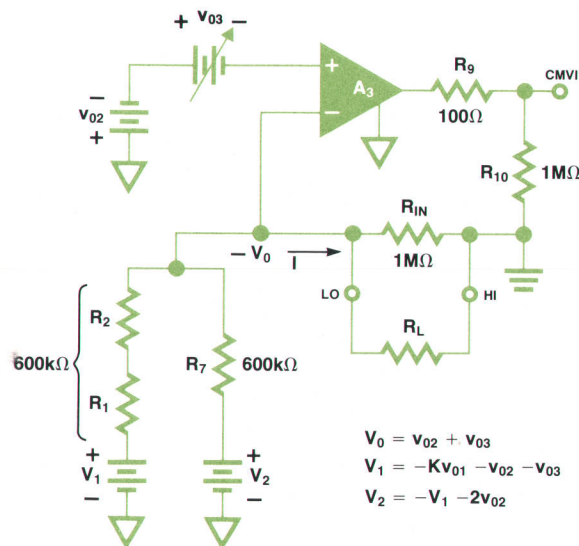 + v03 −
−
v02
+
+
−
A3
R9
100Ω
CMVI
R10
1MΩ
RIN
1MΩ
− V0
I
LO
HI
RL
R2
R1
600kΩ
R7
600kΩ
+
V1
−
+
V2
−
V0 = v02 + v03
V1 = −Kv01 − v02 − v03
V2 = −V1 − 2v02